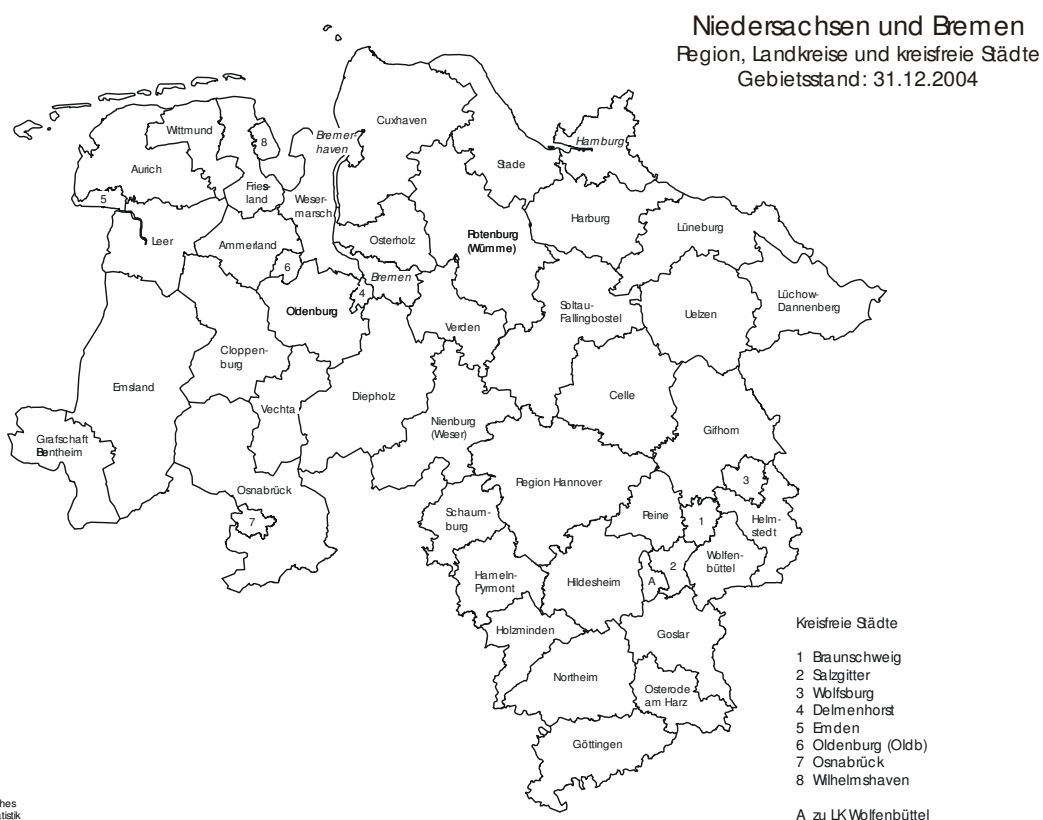 Niedersachsen und Bremen
Region, Landkreise und kreisfreie Städte
Gebietsstand: 31.12.2004
Cuxhaven
Wittmund
Bremer-
haven
8
Hamburg
Stade
Aurich
5
Fries-
land
Weser-
marsch
Harburg
Lüneburg
Leer
Ammerland
Osterholz
Rotenburg
(Wümme)
6
Bremen
4
Oldenburg
Lüchow-
Dannenberg
Soltau-
Fallingbostel
Uelzen
Verden
Cloppen-
burg
Emsland
Diepholz
Celle
Vechta
Nienburg
(Weser)
Gifhorn
Grafschaft
Bentheim
Region Hannover
3
Osnabrück
7
Schaum-
burg
Peine
1
Helm-
stedt
Wolfen-
büttel
2
A
Hameln-
Pyrmont
Hildesheim
Holzminden
Goslar
Northeim
Osterode
am Harz
Göttingen
Kreisfreie Städte
1 Braunschweig
2 Salzgitter
3 Wolfsburg
4 Delmenhorst
5 Emden
6 Oldenburg (Oldb)
7 Osnabrück
8 Wilhelmshaven
A zu LK Wolfenbüttel
hes
tistik